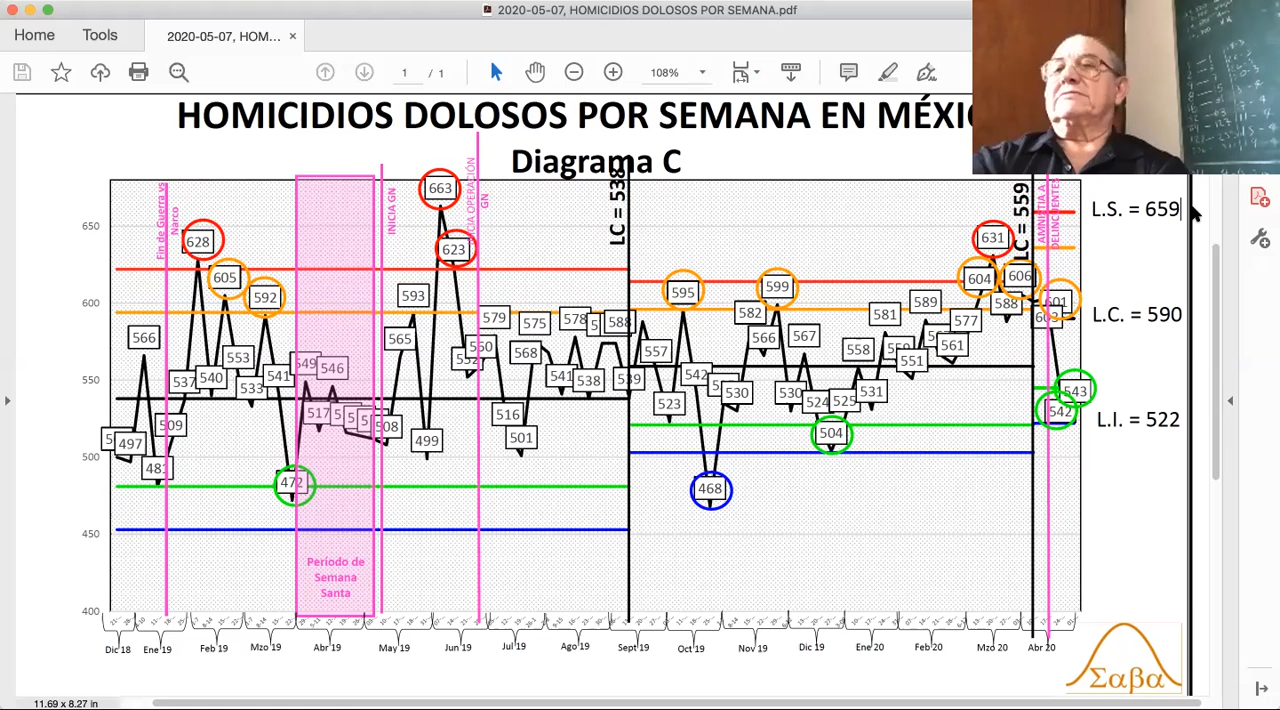 2020-05-07, HOMICIDIOS DOLOSOS POR SEMANA.pdf
Home
Tools
2020-05-07, HOM... ×
1 / 1
108%
HOMICIDIOS DOLOSOS POR SEMANA EN MÉXIC
Diagrama C
Fin de Guerra vs
Narco
INICIA GN
INICIA OPERACIÓN
GN
LC = 538
LC = 559
AMNISTIA A
DELINCUENTES
L.S. = 659
L.C. = 590
L.I. = 522
650
600
550
500
450
400
497
566
481
509
537
628
540
605
553
533
592
541
472
549
517
546
508
565
593
499
663
623
560
579
516
501
568
575
541
578
538
588
539
557
523
595
542
468
530
582
566
599
530
567
524
504
525
558
531
581
551
589
561
577
604
631
588
606
601
542
543
Periodo de
Semana
Santa
Dic 18
Ene 19
Feb 19
Mzo 19
Abr 19
May 19
Jun 19
Jul 19
Ago 19
Sept 19
Oct 19
Nov 19
Dic 19
Ene 20
Feb 20
Mzo 20
Abr 20
Σαβα
11.69 x 8.27 in